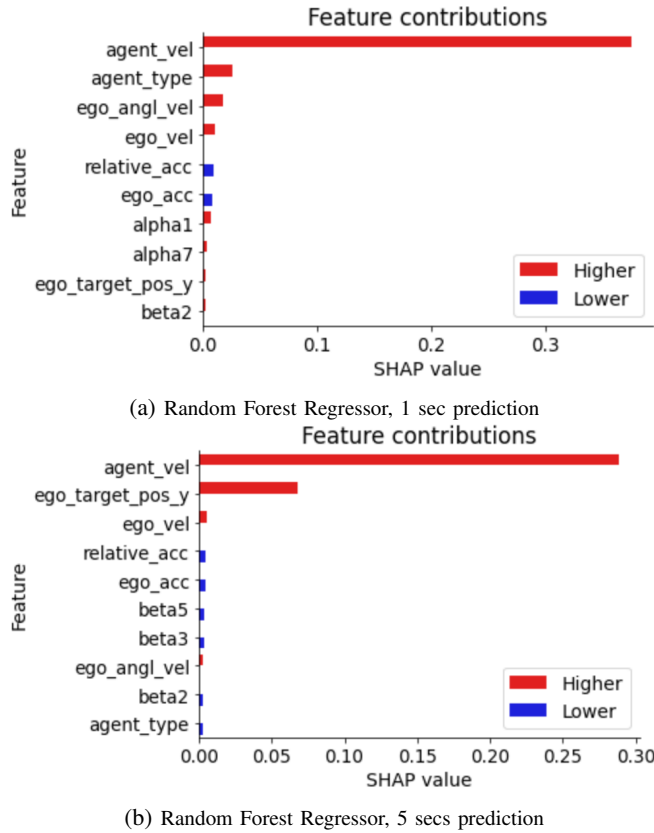 Feature contributions
agent_vel
agent_type
ego_angl_vel
ego_vel
relative_acc
ego_acc
alpha1
alpha7
ego_target_pos_y
beta2
Feature
Higher
Lower
0.0 0.1 0.2 0.3
SHAP value
(a) Random Forest Regressor, 1 sec prediction
Feature contributions
agent_vel
ego_target_pos_y
ego_vel
relative_acc
ego_acc
beta5
beta3
ego_angl_vel
beta2
agent_type
Feature
Higher
Lower
0.00 0.05 0.10 0.15 0.20 0.25 0.30
SHAP value
(b) Random Forest Regressor, 5 secs prediction